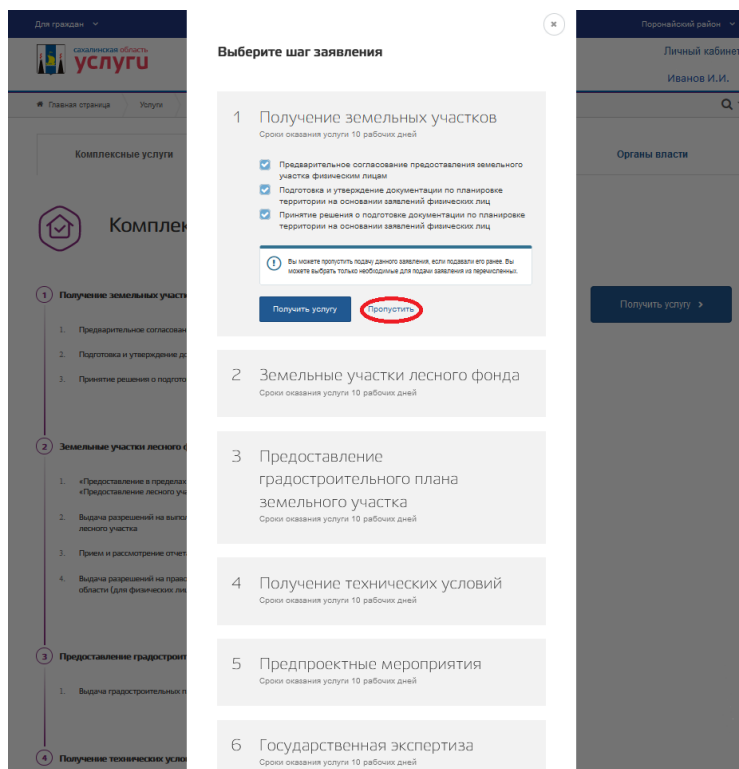 Для граждан
Поронайский район
сахалинская область
услуги
Личный кабинет
Иванов И.И.
Главная страница
Услуги
Комплексные услуги
Органы власти
Комплек
Получить услугу
1 Получение земельных участ
1. Предварительное согласован
2. Подготовка и утверждение до
3. Принятие решения о подгото
2 Земельные участки лесного ф
1. «Предоставление в пределах
«Предоставление лесного уча
2. Выдача разрешений на выпол
лесного участка
3. Прием и рассмотрение отчет
4. Выдача разрешений на право
области (для физических ли
3 Предоставление градостроит
1. Выдача градостроительных п
4 Получение технических усло
Выберите шаг заявления
1 Получение земельных участков
Сроки оказания услуги 10 рабочих дней
Предварительное согласование предоставления земельного
участка физическим лицам
Подготовка и утверждение документации по планировке
территории на основании заявлений физических лиц
Принятие решения о подготовке документации по планировке
территории на основании заявлений физических лиц
Вы можете пропустить подачу данного заявления, если подавали его ранее. Вы
можете выбрать только необходимые для подачи заявления из перечисленных.
Получить услугу
Пропустить
2 Земельные участки лесного фонда
Сроки оказания услуги 10 рабочих дней
3 Предоставление
градостроительного плана
земельного участка
Сроки оказания услуги 10 рабочих дней
4 Получение технических условий
Сроки оказания услуги 10 рабочих дней
5 Предпроектные мероприятия
Сроки оказания услуги 10 рабочих дней
6 Государственная экспертиза
Сроки оказания услуги 10 рабочих дней